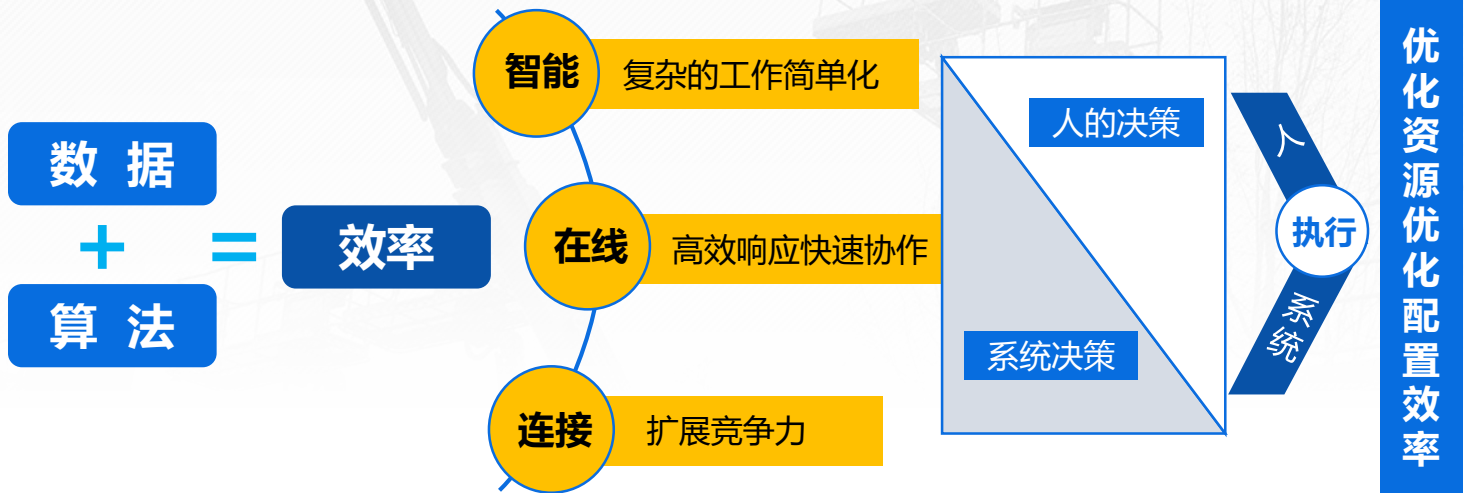 数 据
+
算 法
=
效率
智能
复杂的工作简单化
在线
高效响应快速协作
连接
扩展竞争力
人的决策
系统决策
人
执行
系统
优化资源优化配置效率